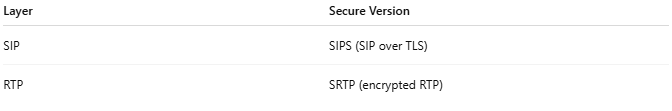 Layer Secure Version
SIP SIPS (SIP over TLS)
RTP SRTP (encrypted RTP)